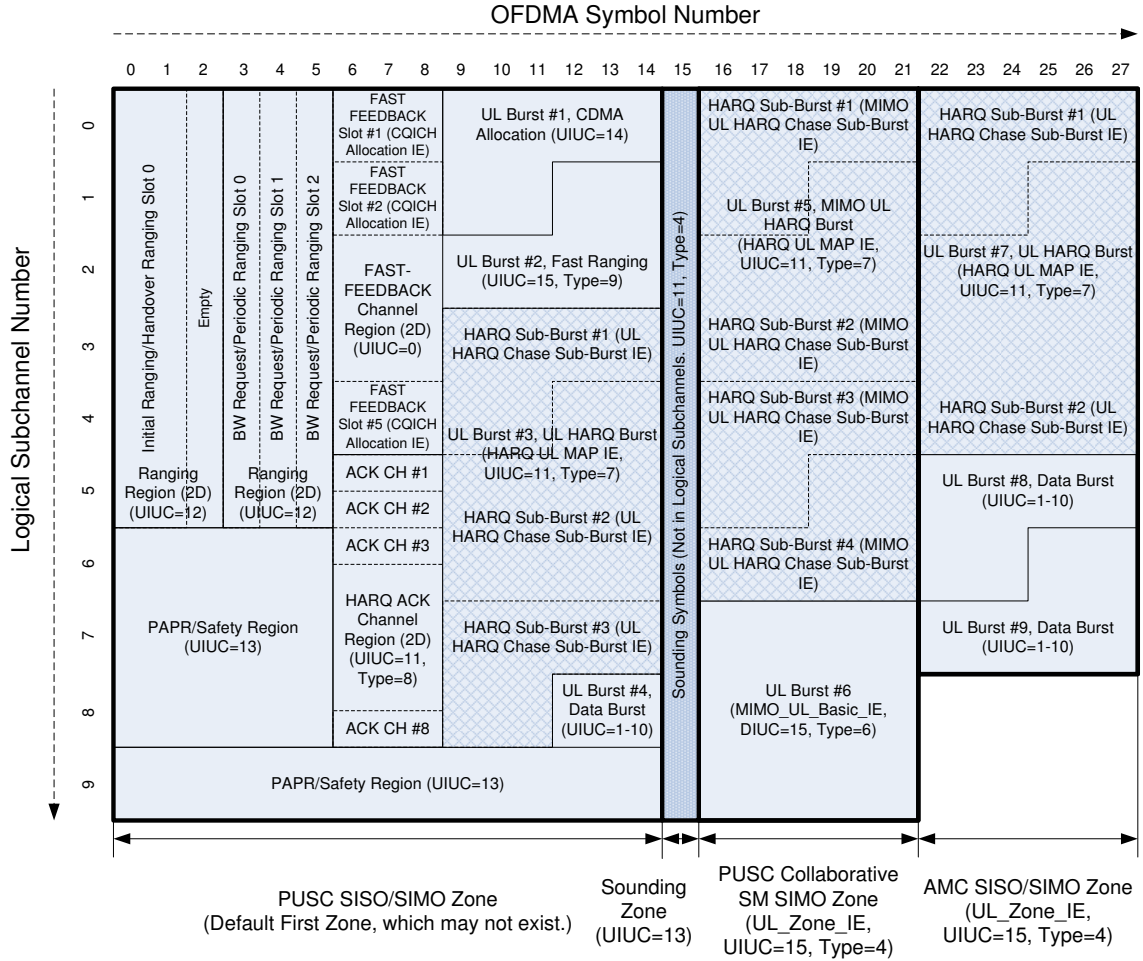 OFDMA Symbol Number
0 1 2 3 4 5 6 7 8 9 10 11 12 13 14 15 16 17 18 19 20 21 22 23 24 25 26 27
Logical Subchannel Number
0
1
2
3
4
5
6
7
8
9
Initial Ranging/Handover Ranging Slot 0
Empty
Ranging
Region (2D)
(UIUC=12)
BW Request/Periodic Ranging Slot 0
BW Request/Periodic Ranging Slot 1
BW Request/Periodic Ranging Slot 2
Ranging
Region (2D)
(UIUC=12)
PAPR/Safety Region
(UIUC=13)
FAST
FEEDBACK
Slot #1 (CQICH
Allocation IE)
FAST
FEEDBACK
Slot #2 (CQICH
Allocation IE)
FAST-
FEEDBACK
Channel
Region (2D)
(UIUC=0)
FAST
FEEDBACK
Slot #5 (CQICH
Allocation IE)
ACK CH #1
ACK CH #2
ACK CH #3
HARQ ACK
Channel
Region (2D)
(UIUC=11,
Type=8)
ACK CH #8
UL Burst #1, CDMA
Allocation (UIUC=14)
UL Burst #2, Fast Ranging
(UIUC=15, Type=9)
HARQ Sub-Burst #1 (UL
HARQ Chase Sub-Burst IE)
UL Burst #3, UL HARQ Burst
(HARQ UL MAP IE,
UIUC=11, Type=7)
HARQ Sub-Burst #2 (UL
HARQ Chase Sub-Burst IE)
HARQ Sub-Burst #3 (UL
HARQ Chase Sub-Burst IE)
UL Burst #4,
Data Burst
(UIUC=1-10)
PAPR/Safety Region (UIUC=13)
Sounding Symbols (Not in Logical Subchannels. UIUC=11, Type=4)
HARQ Sub-Burst #1 (MIMO
UL HARQ Chase Sub-Burst
IE)
UL Burst #5, MIMO UL
HARQ Burst
(HARQ UL MAP IE,
UIUC=11, Type=7)
HARQ Sub-Burst #2 (MIMO
UL HARQ Chase Sub-Burst
IE)
HARQ Sub-Burst #3 (MIMO
UL HARQ Chase Sub-Burst
IE)
HARQ Sub-Burst #4 (MIMO
UL HARQ Chase Sub-Burst
IE)
UL Burst #6
(MIMO_UL_Basic_IE,
DIUC=15, Type=6)
HARQ Sub-Burst #1 (UL
HARQ Chase Sub-Burst IE)
UL Burst #7, UL HARQ Burst
(HARQ UL MAP IE,
UIUC=11, Type=7)
HARQ Sub-Burst #2 (UL
HARQ Chase Sub-Burst IE)
UL Burst #8, Data Burst
(UIUC=1-10)
UL Burst #9, Data Burst
(UIUC=1-10)
PUSC SISO/SIMO Zone
(Default First Zone, which may not exist.)
Sounding
Zone
(UIUC=13)
PUSC Collaborative
SM SIMO Zone
(UL_Zone_IE,
UIUC=15, Type=4)
AMC SISO/SIMO Zone
(UL_Zone_IE,
UIUC=15, Type=4)